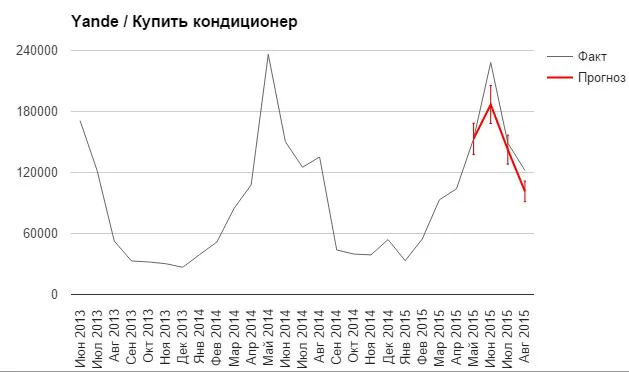 Yande / Купить кондиционер
240000
180000
120000
60000
0
Факт
Прогноз
Июн 2013
Июл 2013
Авг 2013
Сен 2013
Окт 2013
Ноя 2013
Дек 2013
Янв 2014
Фев 2014
Мар 2014
Апр 2014
Май 2014
Июн 2014
Июл 2014
Авг 2014
Сен 2014
Окт 2014
Ноя 2014
Дек 2014
Янв 2015
Фев 2015
Мар 2015
Апр 2015
Май 2015
Июн 2015
Июл 2015
Авг 2015